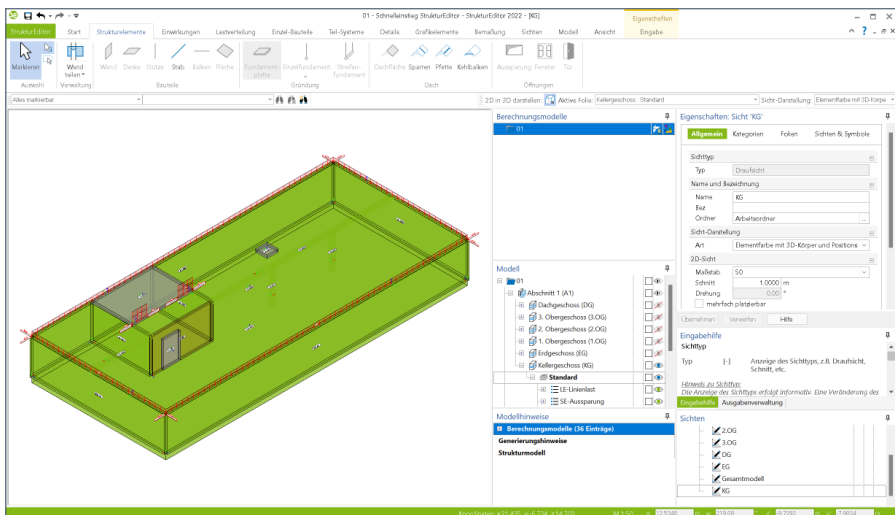 01 - Schnelleinstieg StrukturEditor - StrukturEditor 2022 - [KG]
Eigenschaften
StrukturEditor Start Strukturelemente Einwirkungen Lastverteilung Einzel-Bauteile Teil-Systeme Details Grafikelemente Bemaßung Sichten Modell Ansicht Eingabe
Markieren Wand teilen Wand Decke Stütze Stab Balken Fläche Fundament-platte Einzelfundament Streifen-fundament Dachfläche Sparren Pfette Kehlbalken Aussparung Fenster Tür
Auswahl Verwaltung Bauteile Gründung Dach Öffnungen
Alles markierbar 2D in 3D darstellen: Aktive Folie: Kellergeschoss : Standard Sicht-Darstellung: Elementfarbe mit 3D-Körpe
Berechnungsmodelle
01
Modell
01
Abschnitt 1 (A1)
Dachgeschoss (DG)
3. Obergeschoss (3.OG)
2. Obergeschoss (2.OG)
1. Obergeschoss (1.OG)
Erdgeschoss (EG)
Kellergeschoss (KG)
Standard
LE-Linienlast
SE-Aussparung
Modellhinweise
Berechnungsmodelle (36 Einträge)
Generierungshinweise
Strukturmodell
Eigenschaften: Sicht 'KG'
Allgemein Kategorien Folien Sichten & Symbole
Sichttyp
Typ Draufsicht
Name und Bezeichnung
Name KG
Bez
Ordner Arbeitsordner ...
Sicht-Darstellung
Art Elementfarbe mit 3D-Körper und Positions
2D-Sicht
Maßstab 50
Schnitt 1.0000 m
Drehung 0.00 °
mehrfach platzierbar
Übernehmen Verwerfen Hilfe
Eingabehilfe
Sichttyp
Typ [-] Anzeige des Sichttyps, z.B. Draufsicht,
Schnitt, etc.
Hinweis zu Sichttyp:
Die Anzeige des Sichttyps erfolgt informativ. Eine Veränderung des
Eingabehilfe Ausgabenverwaltung
Sichten
2.OG
3.OG
DG
EG
Gesamtmodell
KG